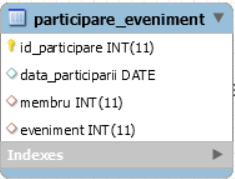 participare_eveniment
id_participare INT(11)
data_participarii DATE
membru INT(11)
eveniment INT(11)
Indexes